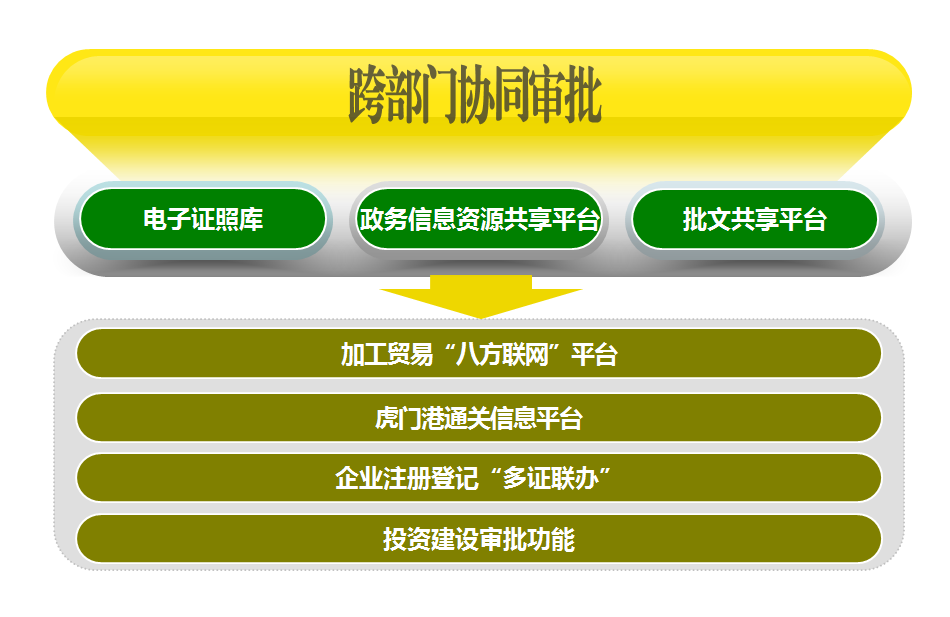 跨部门协同审批
电子证照库
政务信息资源共享平台
批文共享平台
加工贸易“八方联网”平台
虎门港通关信息平台
企业注册登记“多证联办”
投资建设审批功能